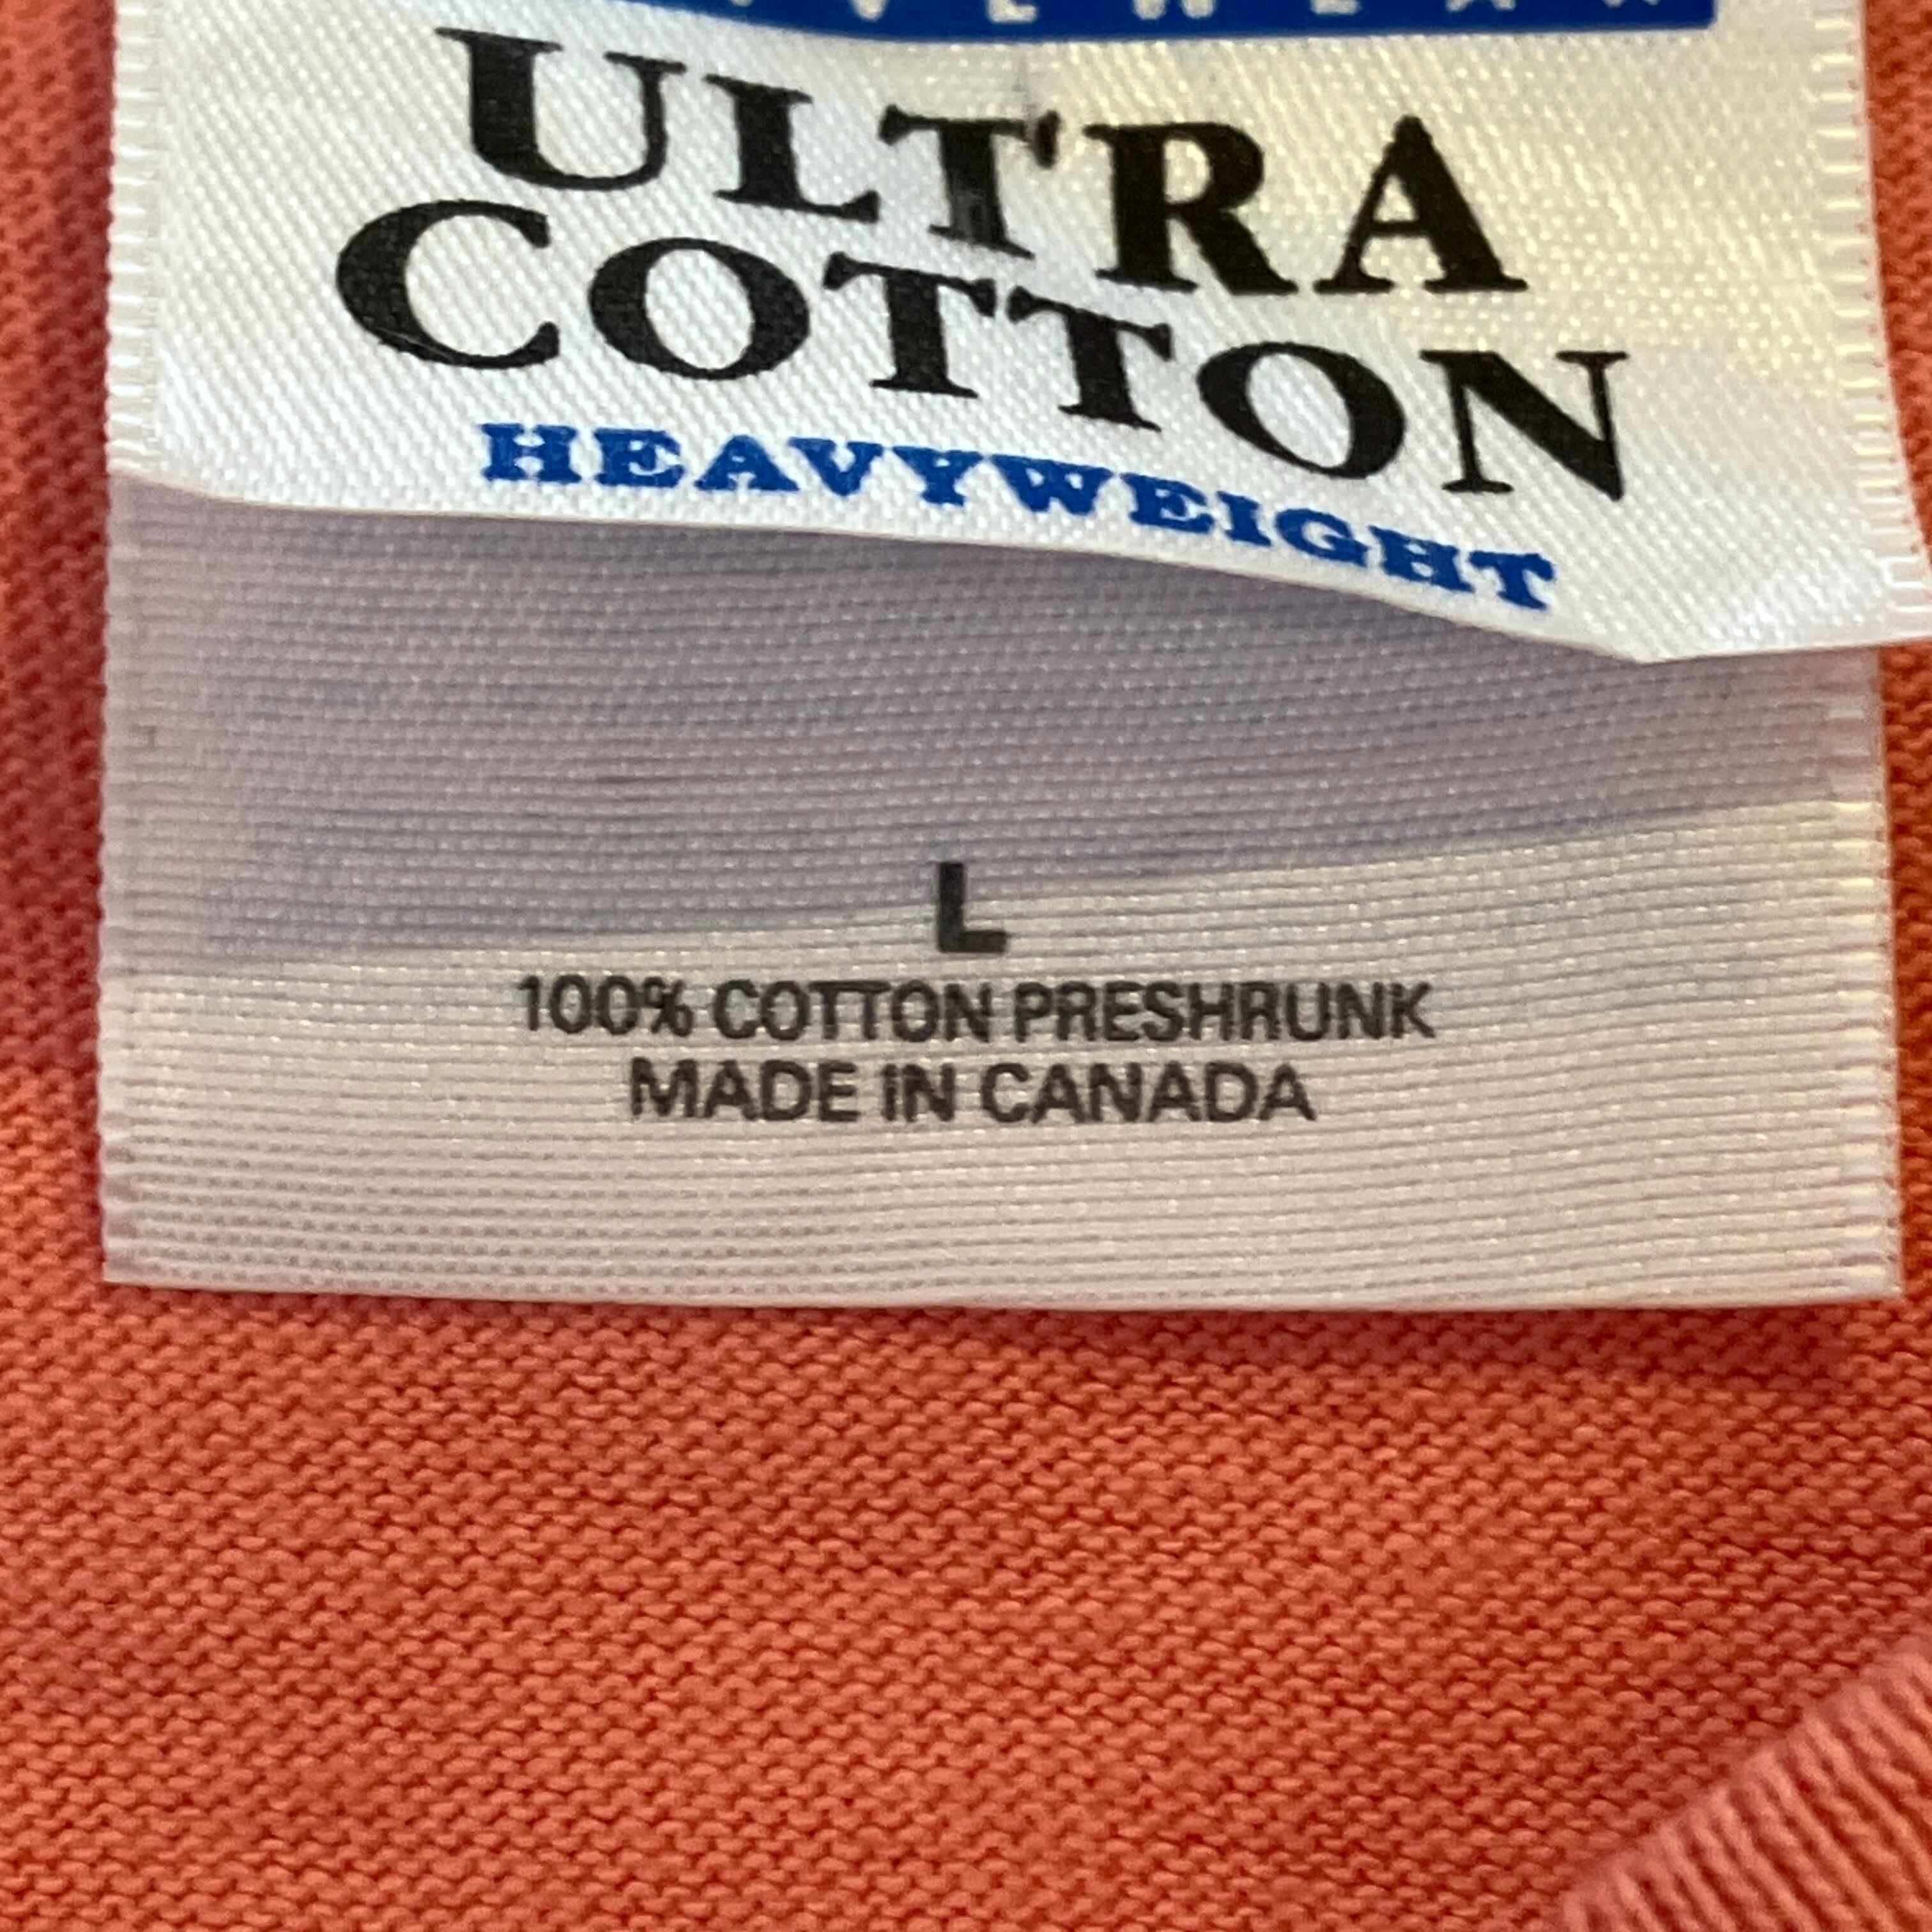 ULTRA
COTTON
HEAVYWEIGHT
L
100% COTTON PRESHRUNK
MADE IN CANADA